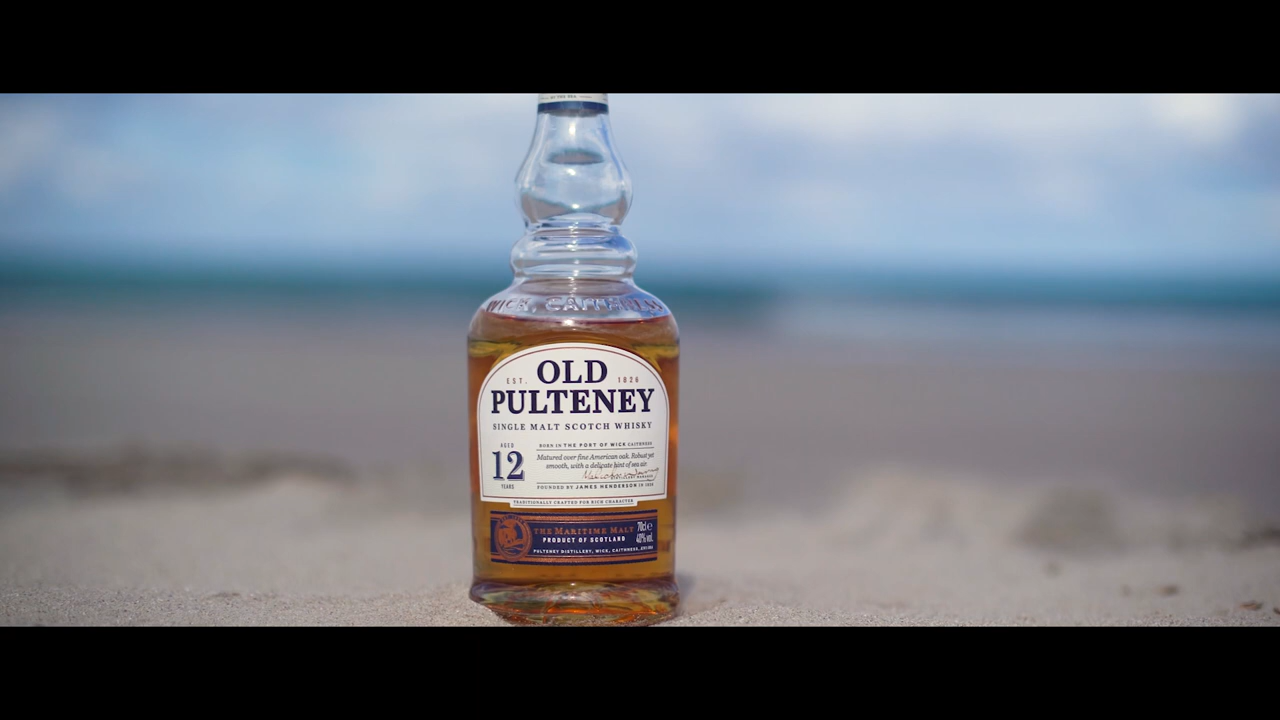 WICK, CAITHNESS
OLD
EST. 1826
PULTENEY
SINGLE MALT SCOTCH WHISKY
AGED
12
YEARS
BORN IN THE PORT OF WICK CAITHNESS
Matured over fine American oak. Robust yet
smooth, with a delicate hint of sea air.
FOUNDED BY JAMES HENDERSON IN 1826
TRADITIONALLY CRAFTED FOR RICH CHARACTER
THE MARITIME MALT
70cl e
PRODUCT OF SCOTLAND
40% vol.
PULTENEY DISTILLERY, WICK, CAITHNESS,